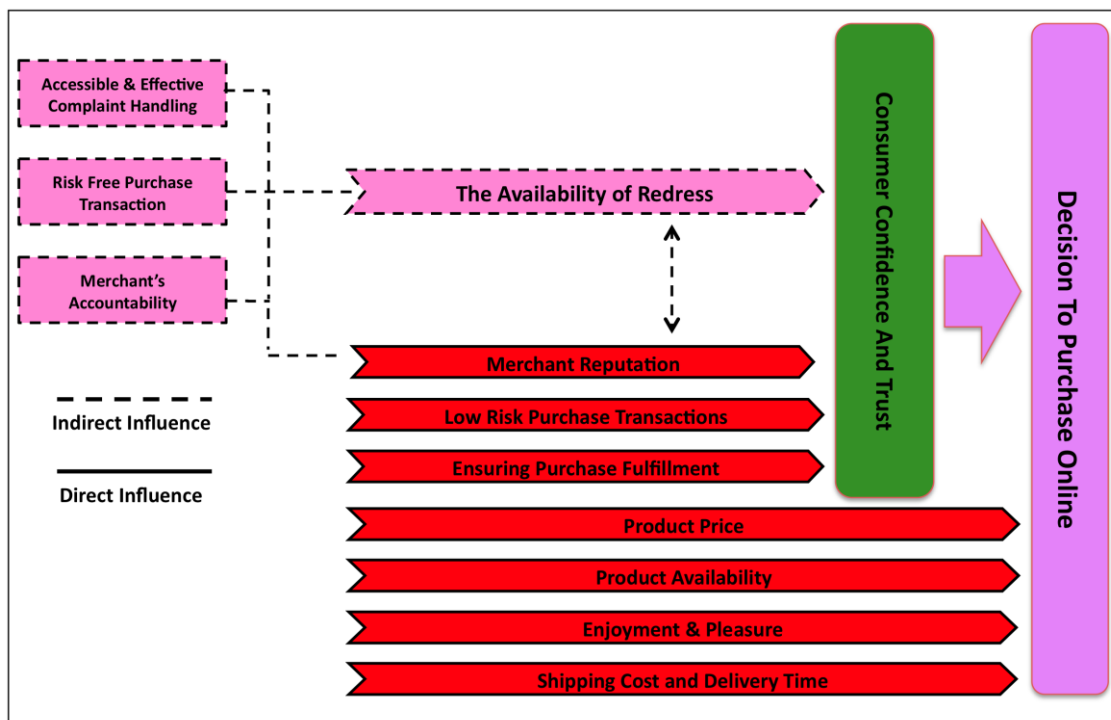 Accessible & Effective
Complaint Handling
Risk Free Purchase
Transaction
Merchant's
Accountability
Indirect Influence
Direct Influence
The Availability of Redress
Merchant Reputation
Low Risk Purchase Transactions
Ensuring Purchase Fulfillment
Product Price
Product Availability
Enjoyment & Pleasure
Shipping Cost and Delivery Time
Consumer Confidence And Trust
Decision To Purchase Online